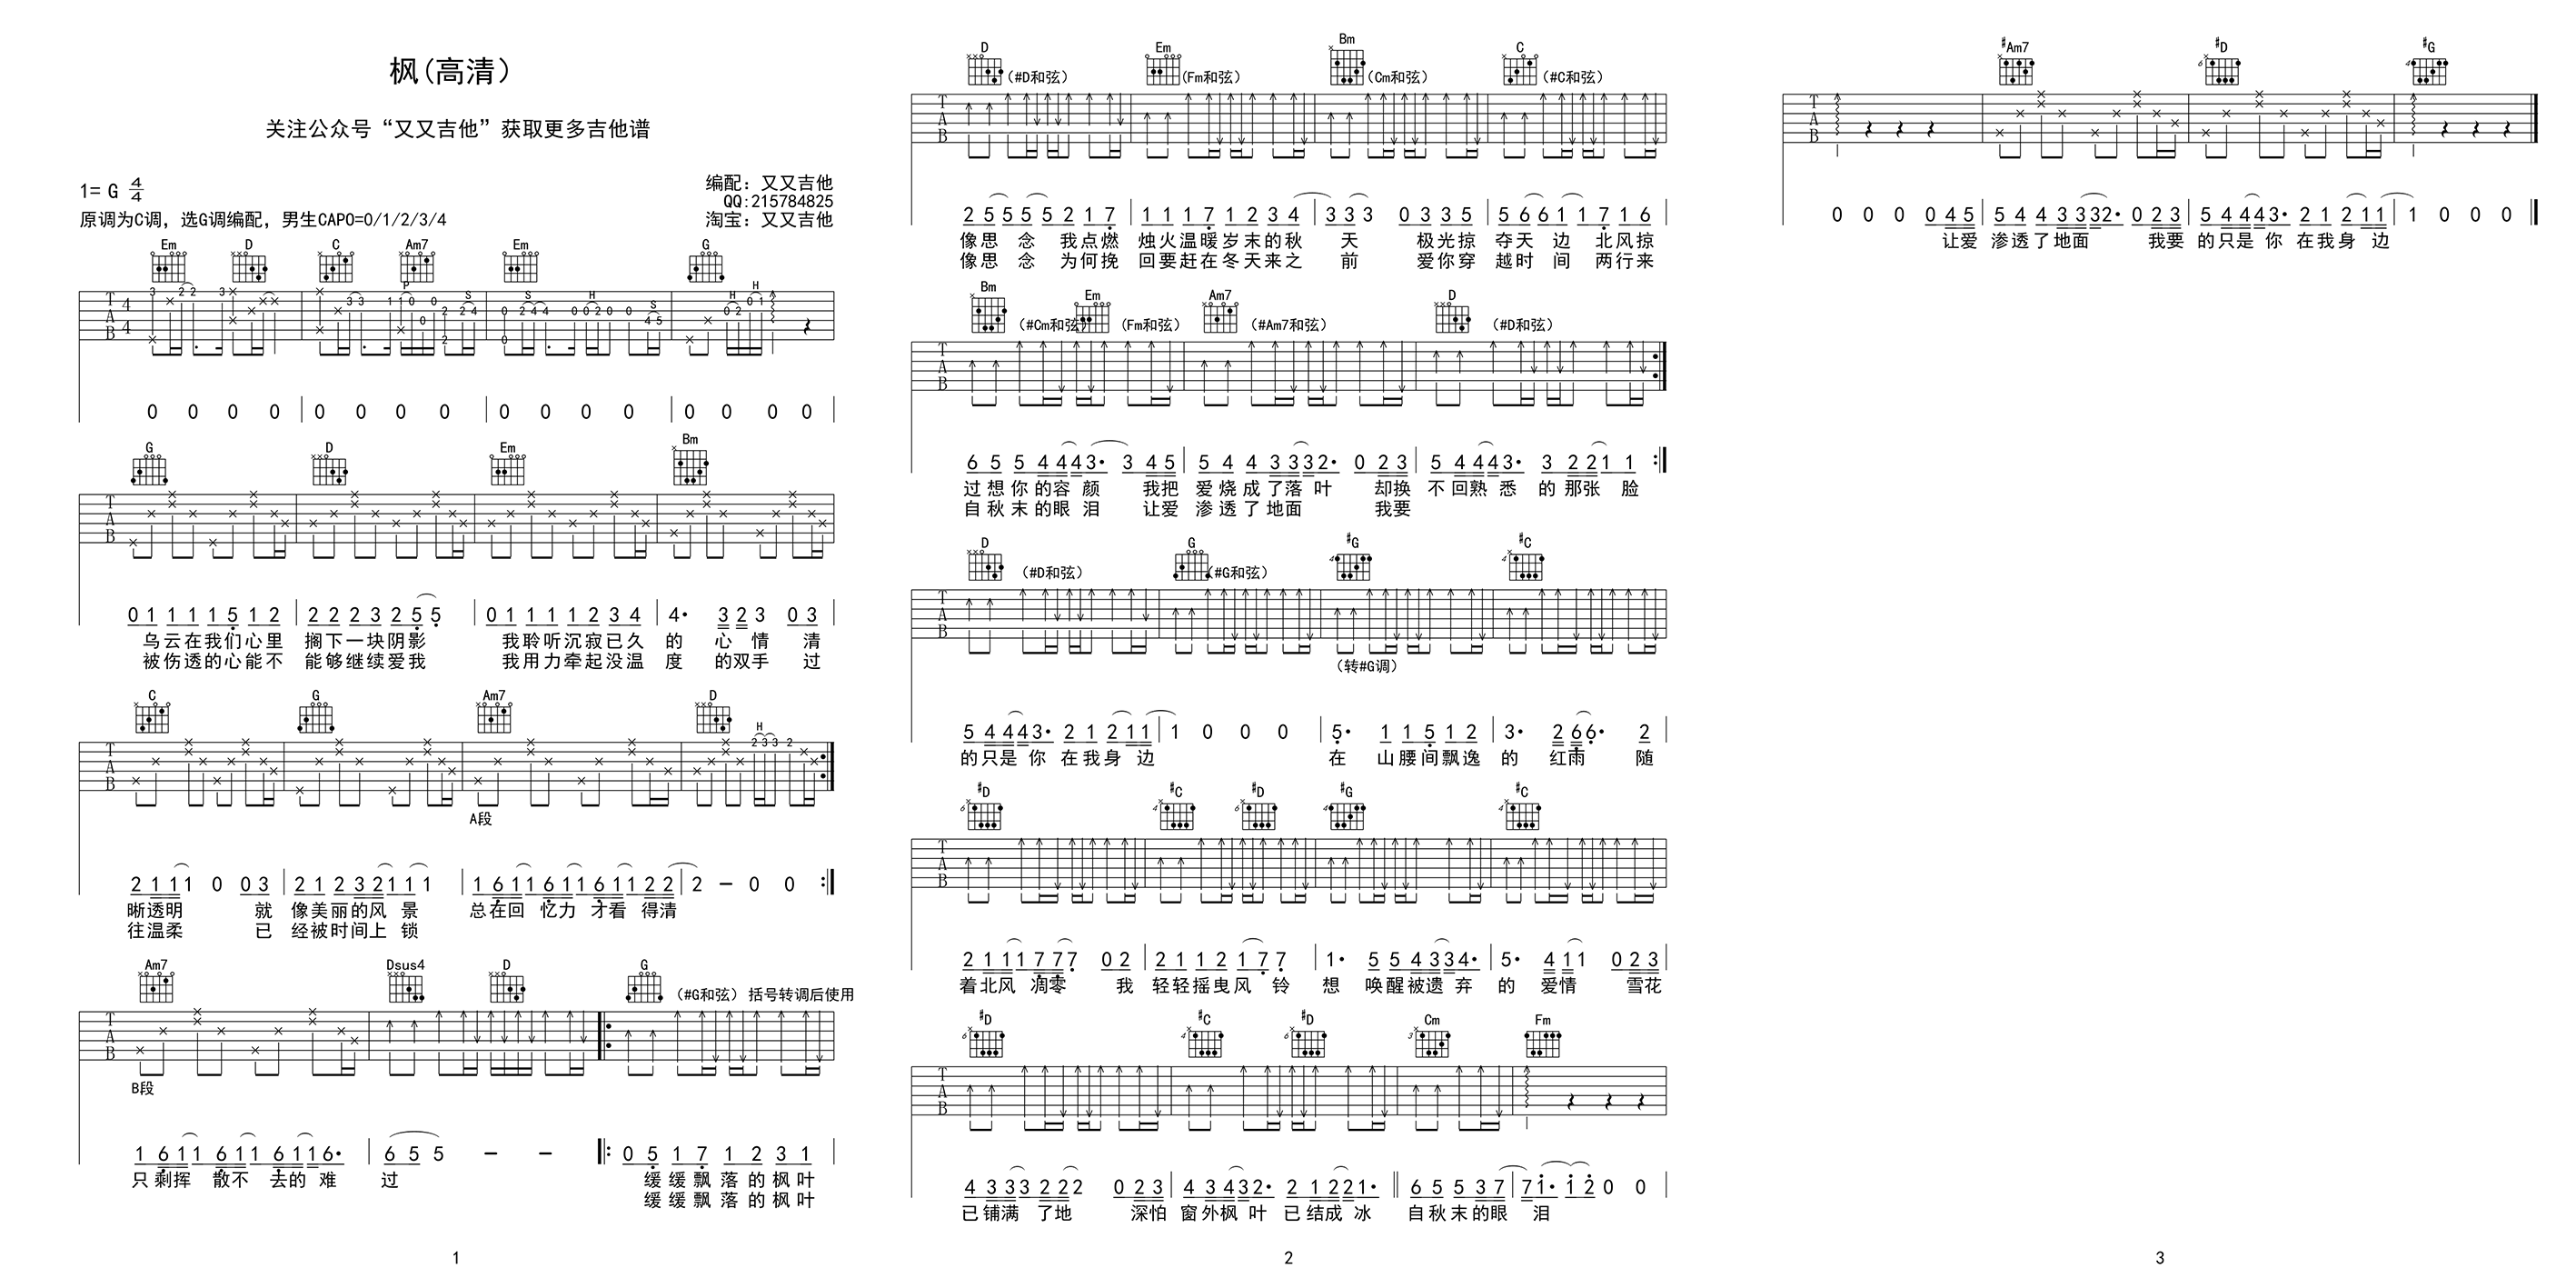 枫(高清)
关注公众号“又又吉他”获取更多吉他谱
1= G 4/4
编配：又又吉他
QQ:215784825
原调为C调，选G调编配，男生CAPO=0/1/2/3/4
淘宝：又又吉他
Em D C Am7 Em G
0 0 0 0 0 0 0 0 0 0 0 0 0 0 0 0
G D Em Bm
0 1 1 1 1 5 1 2 2 2 2 3 2 5 5 0 1 1 1 1 2 3 4 4· 3 2 3 0 3
乌云在我们心里 搁下一块阴影 我聆听沉寂已久 的 心 情 清
被伤透的心能不 能够继续爱我 我用力牵起没温 度 的双手 过
C G Am7 D
A段
2 1 1 1 0 0 3 2 1 2 3 2 1 1 1 1 6 1 1 6 1 1 6 1 1 2 2 2 - 0 0
晰透明 就 像美丽的风 景 总在回 忆力 才看 得清
往温柔 已 经被时间上 锁
Am7 Dsus4 D G (#G和弦) 括号转调后使用
B段
1 6 1 1 6 1 1 6 1 1 6· 6 5 5 - - 0 5 1 7 1 2 3 1
只剩挥 散不 去的 难 过 缓缓飘落的枫叶
缓缓飘落的枫叶
1
D (#D和弦) Em (Fm和弦) Bm (Cm和弦) C (#C和弦)
2 5 5 5 5 2 1 7 1 1 1 7 1 2 3 4 3 3 3 0 3 3 5 5 6 6 1 1 7 1 6
像思 念 我点燃 烛火温暖岁末的秋 天 极光掠 夺天 边 北风掠
像思 念 为何挽 回要赶在冬天来之 前 爱你穿 越时 间 两行来
Bm (#Cm和弦) Em (Fm和弦) Am7 (#Am7和弦) D (#D和弦)
6 5 5 4 4 4 3· 3 4 5 5 4 4 3 3 3 2· 0 2 3 5 4 4 4 3· 3 2 2 1 1
过想你的容 颜 我把 爱烧成了落 叶 却换 不回熟 悉 的那张 脸
自秋末的眼 泪 让爱 渗透了地面 我要
D (#D和弦) G (#G和弦) #G #C
(转#G调)
5 4 4 4 3· 2 1 2 1 1 1 0 0 0 5· 1 1 5 1 2 3· 2 6 6· 2
的只是 你 在我身 边 在 山腰间飘逸 的 红雨 随
#D #C #D #G #C
2 1 1 1 7 7 7 0 2 2 1 1 2 1 7 7 1· 5 5 4 3 3 4· 5· 4 1 1 0 2 3
着北风 凋零 我 轻轻摇曳风 铃 想 唤醒被遗 弃 的 爱情 雪花
#D #C #D Cm Fm
4 3 3 3 2 2 2 0 2 3 4 3 4 3 2· 2 1 2 2 1· 6 5 5 3 7 7 1· 1 2 0 0
已铺满 了地 深怕 窗外枫 叶 已结成 冰 自秋末的眼 泪
2
#Am7 #D #G
0 0 0 0 4 5 5 4 4 3 3 3 2· 0 2 3 5 4 4 4 3· 2 1 2 1 1 1 0 0 0
让爱 渗透了地面 我要 的只是 你 在我身 边
3